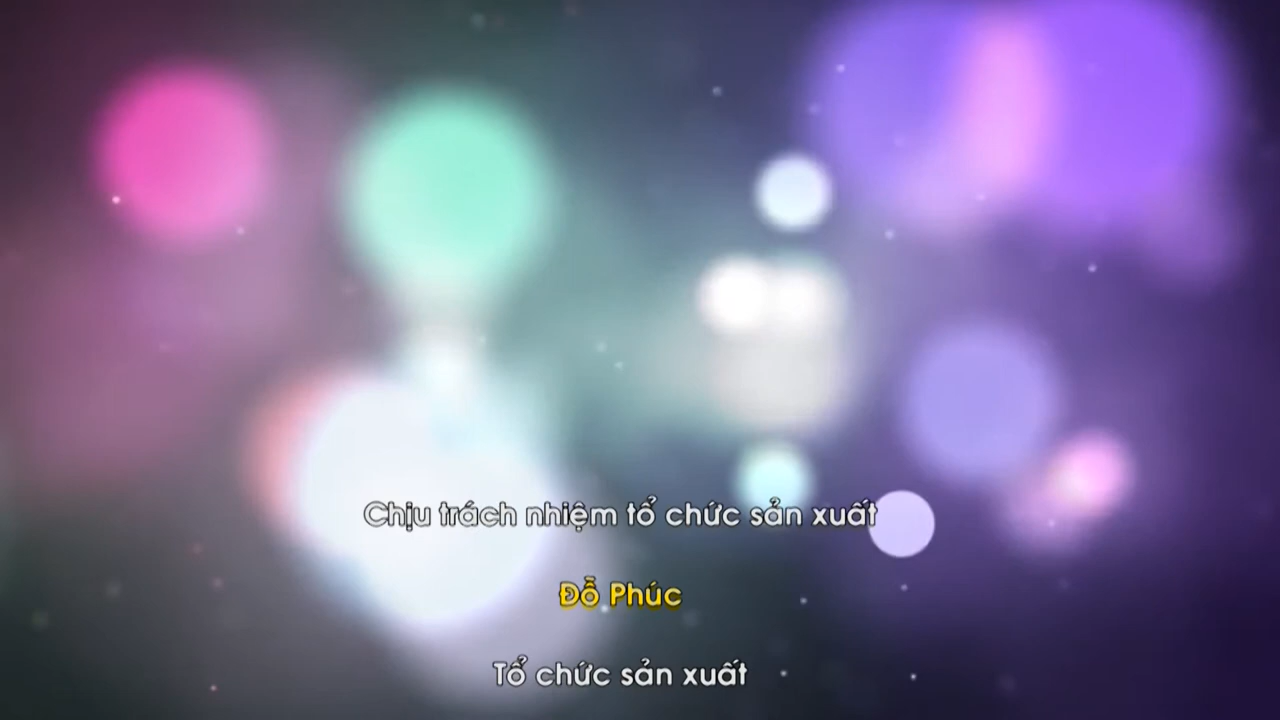 Chịu trách nhiệm tổ chức sản xuất
Đỗ Phúc
Tổ chức sản xuất